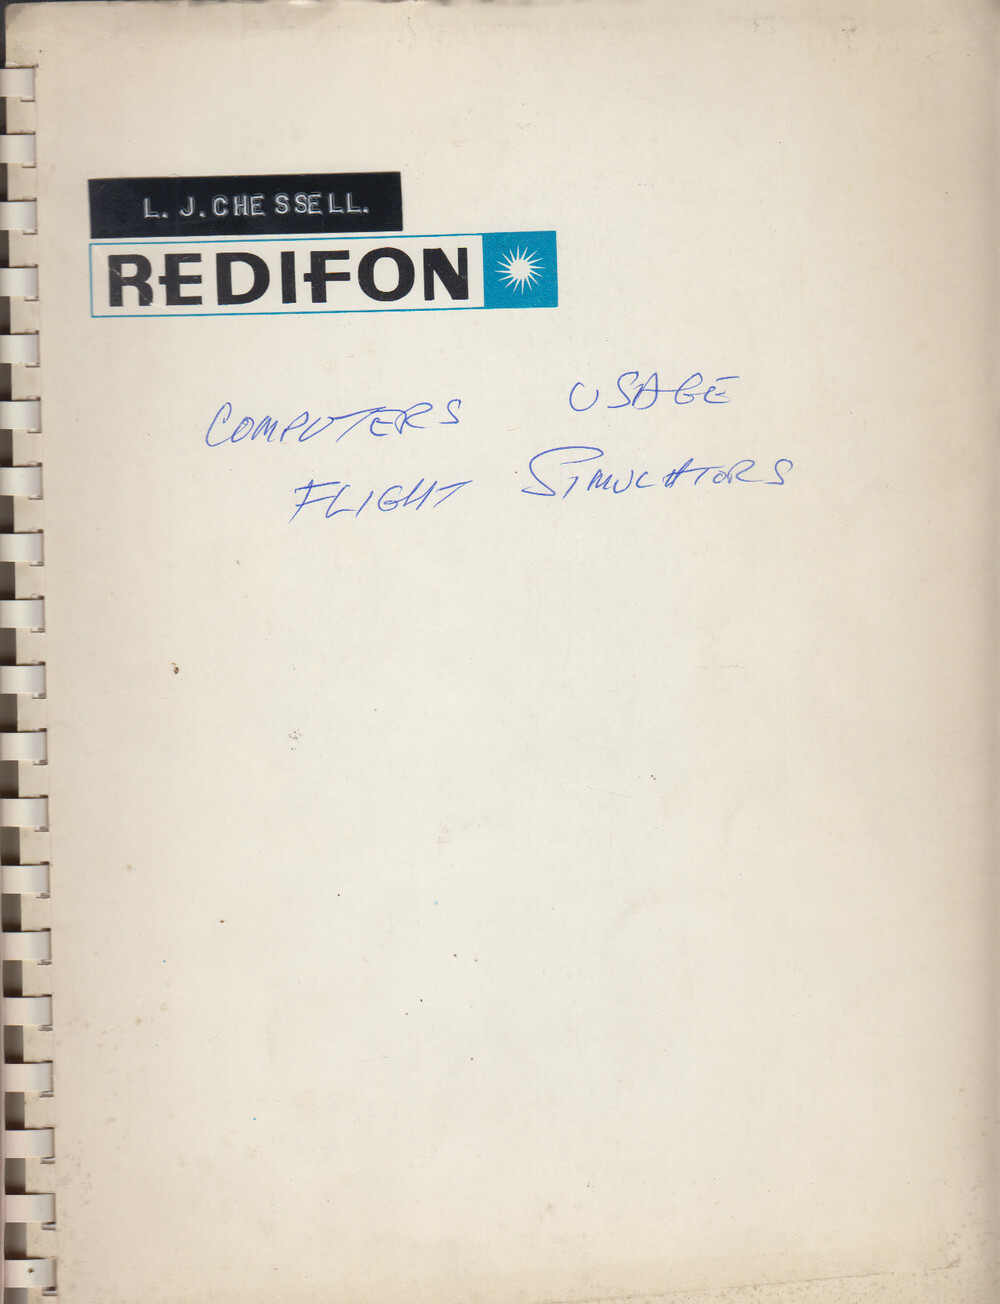 L. J. CHESSELL.
REDIFON
COMPUTERS USAGE
FLIGHT SIMULATORS